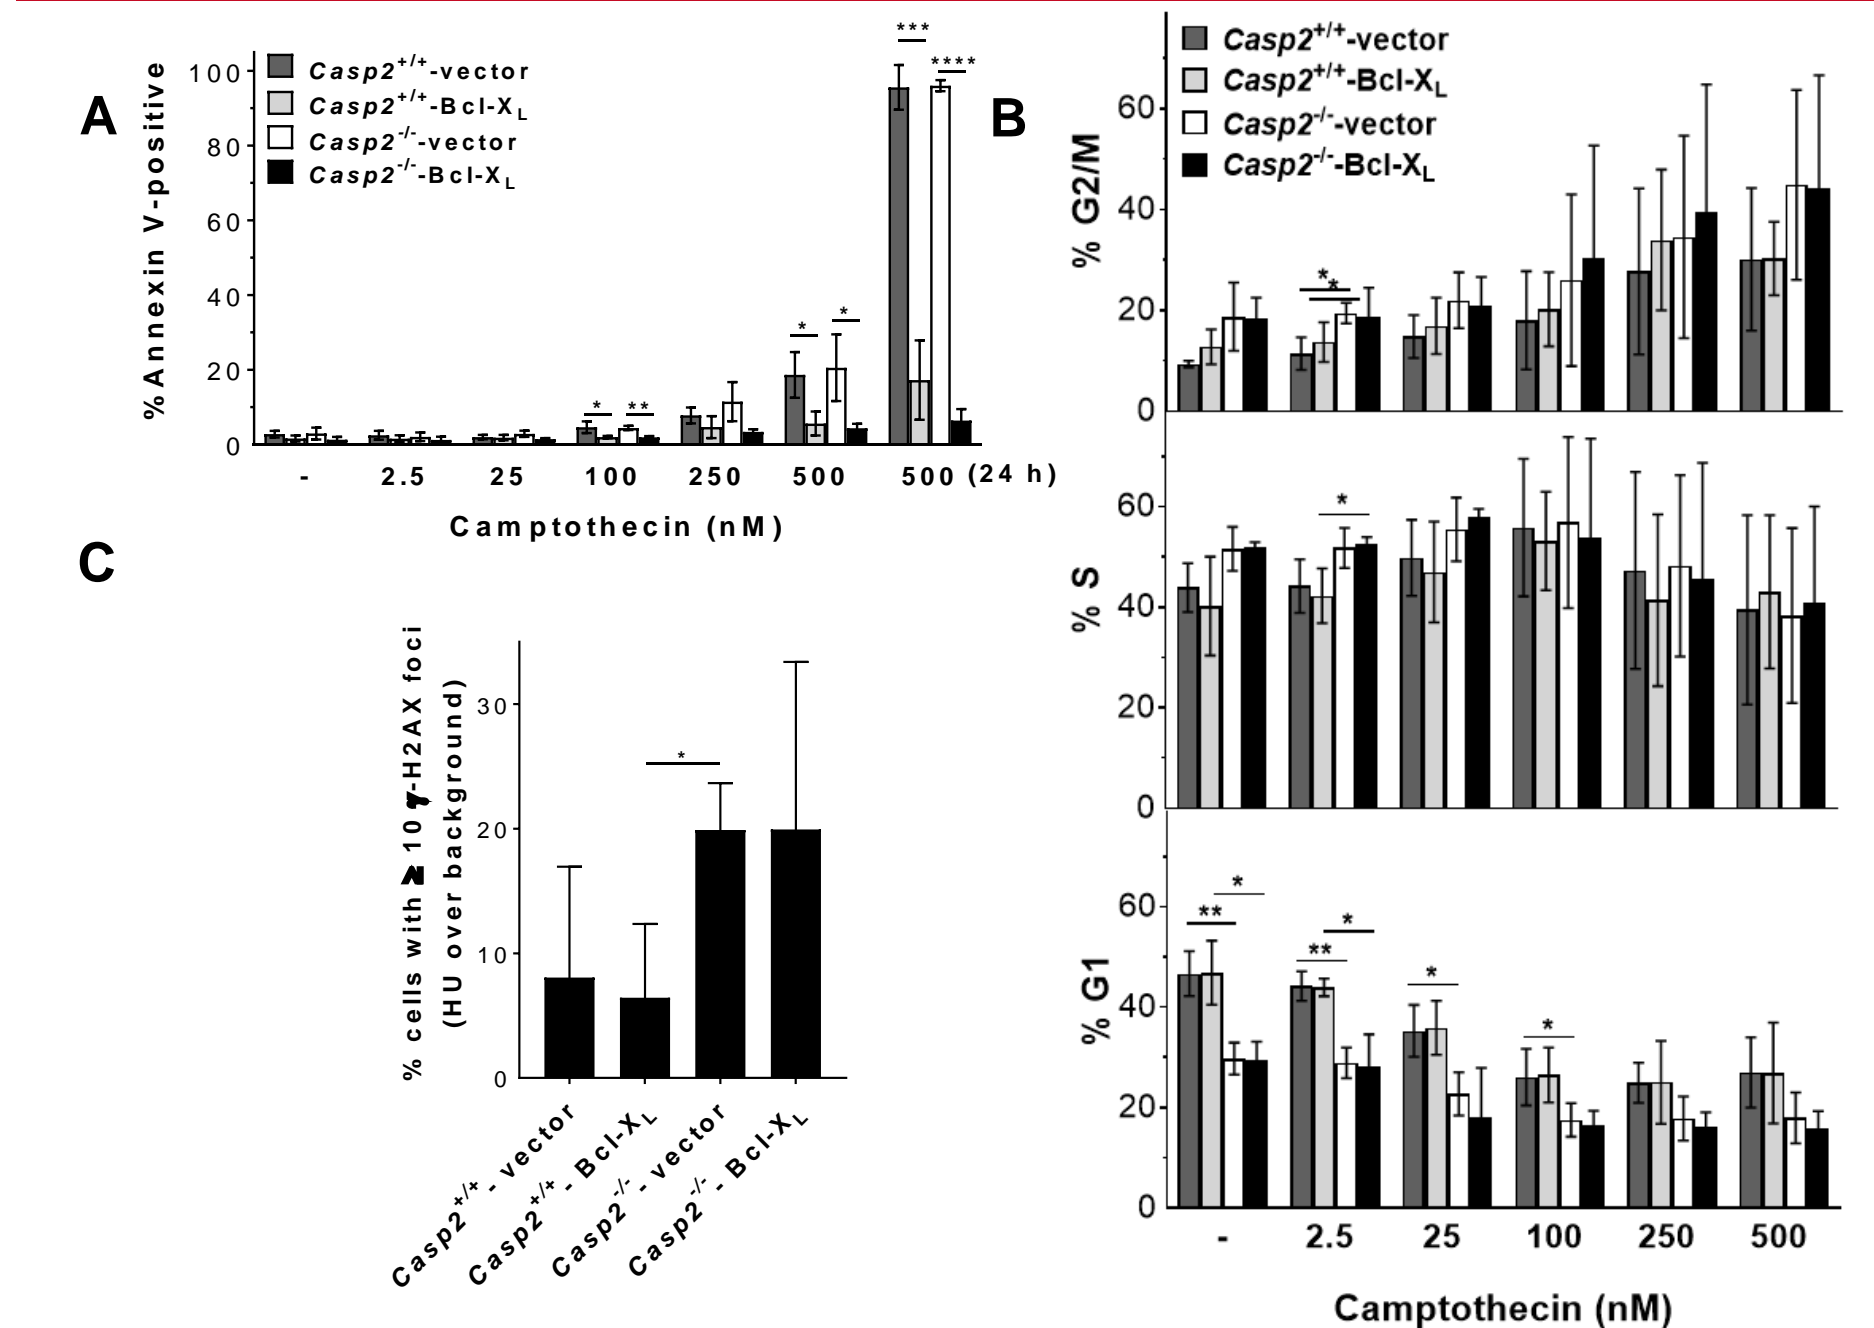 A
% Annexin V-positive
100
80
60
40
20
0
Casp2+/+-vector
Casp2+/+-Bcl-XL
Casp2-/--vector
Casp2-/--Bcl-XL
* ** * * *** ****
- 2.5 25 100 250 500 500 (24 h)
Camptothecin (nM)
B
Casp2+/+-vector
Casp2+/+-Bcl-XL
Casp2-/--vector
Casp2-/--Bcl-XL
% G2/M
60
40
20
0
*
*
% S
60
40
20
0
*
% G1
60
40
20
0
** * ** * * *
- 2.5 25 100 250 500
Camptothecin (nM)
C
% cells with ≥ 10 γ-H2AX foci
(HU over background)
30
20
10
0
*
Casp2+/+ - vector
Casp2+/+ - Bcl-XL
Casp2-/- - vector
Casp2-/- - Bcl-XL